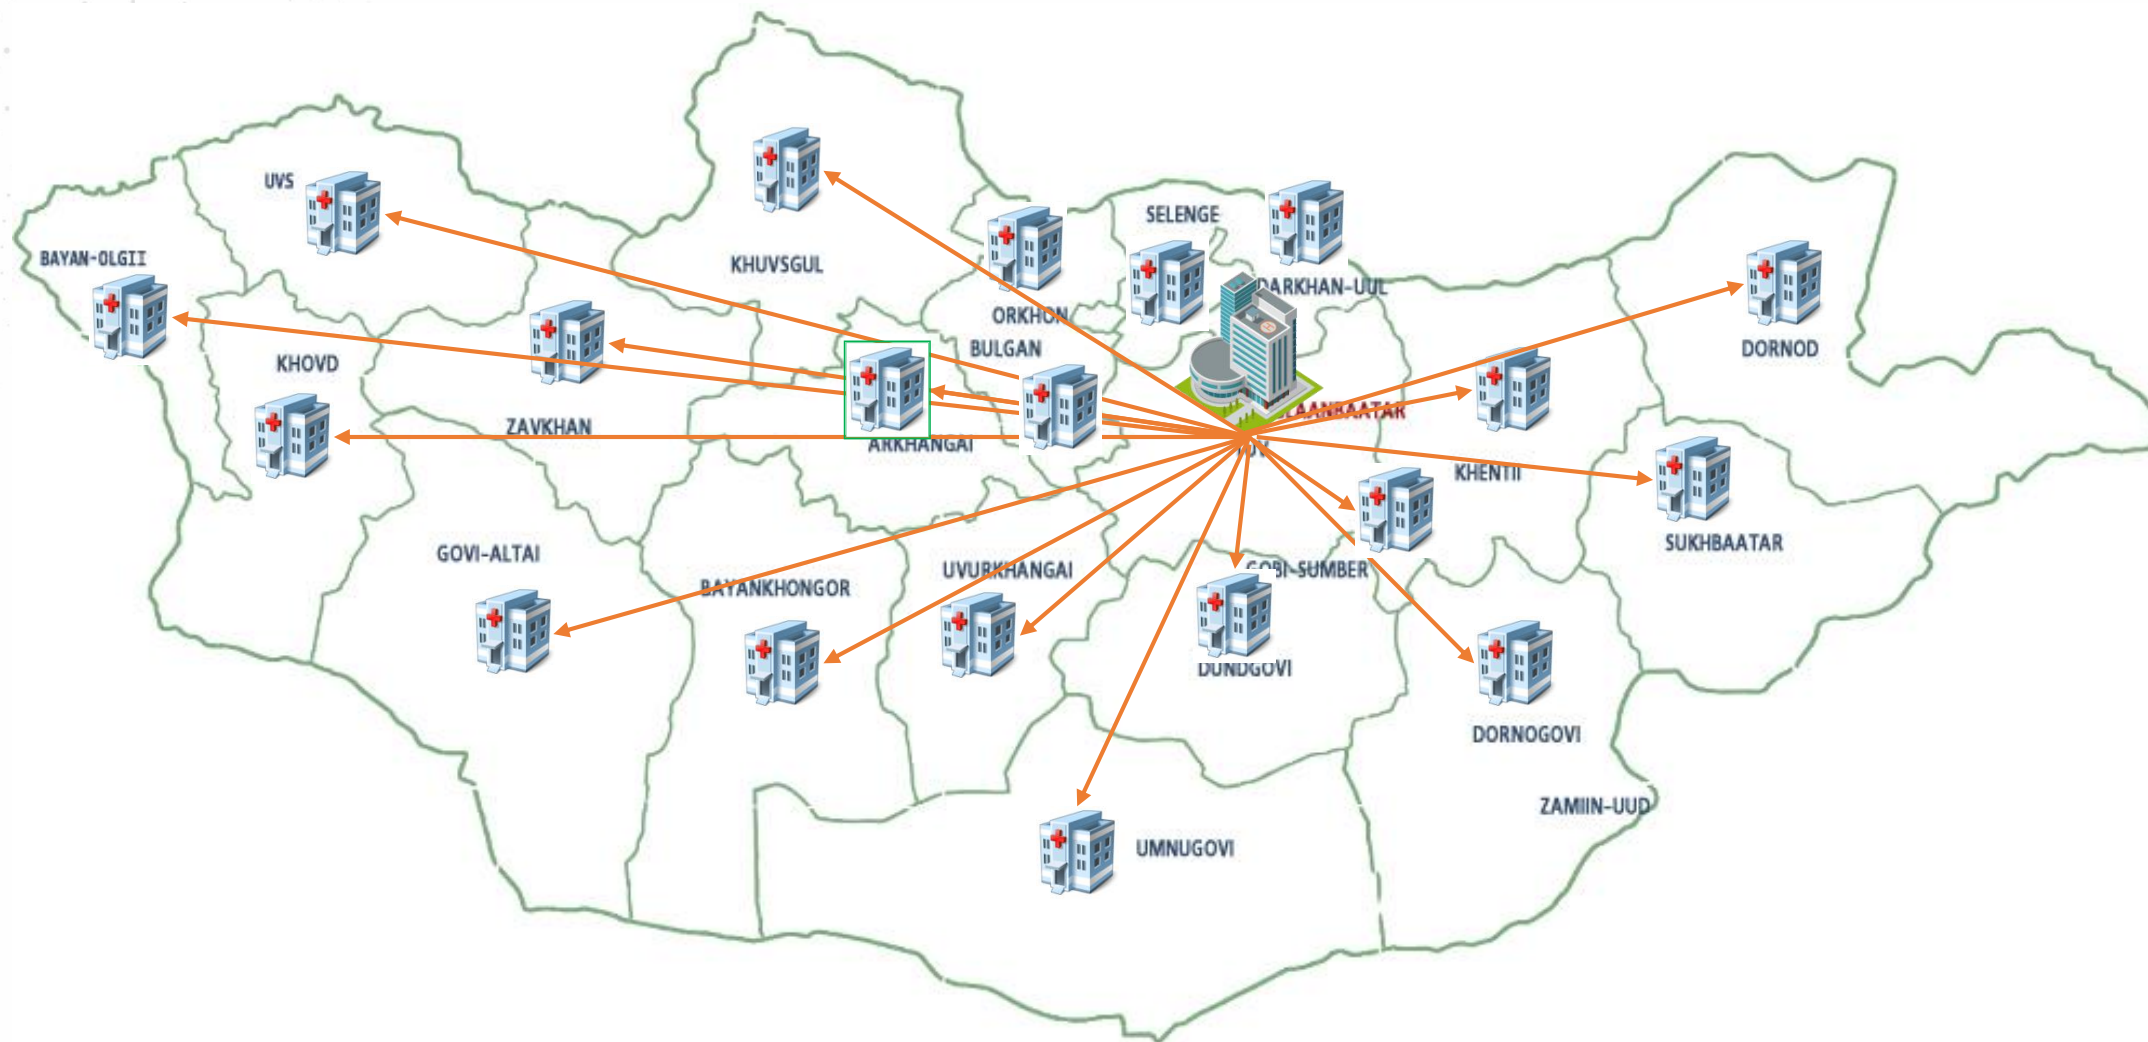 UVS
SELENGE
BAYAN-OLGII
KHUVSGUL
DARKHAN-UUL
ORKHON
BULGAN
DORNOD
KHOVD
ZAVKHAN
ARKHANGAI
KHENTII
SUKHBAATAR
GOVI-ALTAI
UVURKHANGAI
GOBI-SUMBER
BAYANKHONGOR
DUNDGOVI
DORNOGOVI
ZAMIIN-UUD
UMNUGOVI